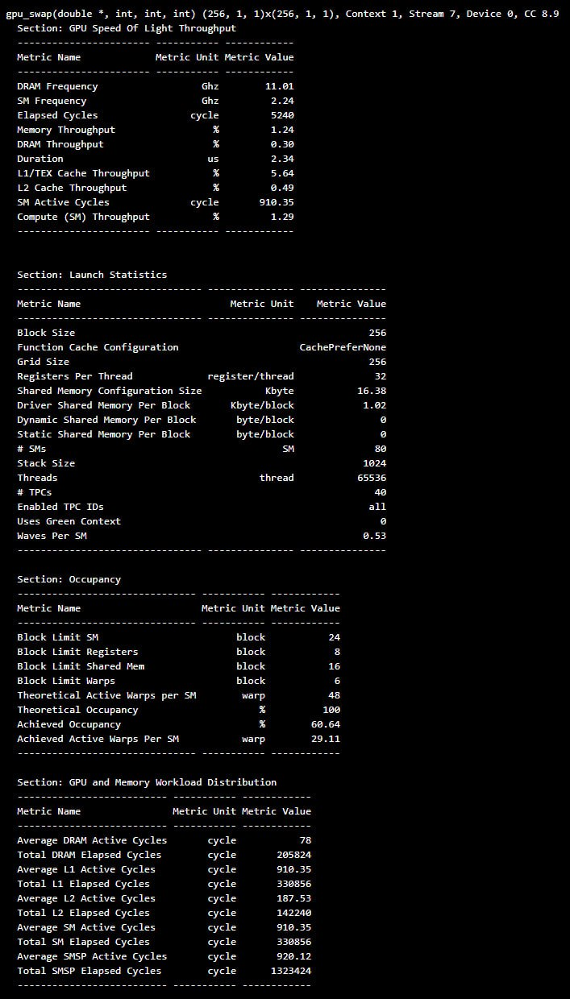 gpu_swap(double *, int, int, int) (256, 1, 1)x(256, 1, 1), Context 1, Stream 7, Device 0, CC 8.9
Section: GPU Speed Of Light Throughput
----------------------- ----------- ------------
Metric Name             Metric Unit Metric Value
----------------------- ----------- ------------
DRAM Frequency                  Ghz        11.01
SM Frequency                    Ghz         2.24
Elapsed Cycles                cycle         5240
Memory Throughput                 %         1.24
DRAM Throughput                   %         0.30
Duration                         us         2.34
L1/TEX Cache Throughput           %         5.64
L2 Cache Throughput               %         0.49
SM Active Cycles              cycle       910.35
Compute (SM) Throughput           %         1.29
----------------------- ----------- ------------
Section: Launch Statistics
-------------------------------- --------------- ---------------
Metric Name                          Metric Unit    Metric Value
-------------------------------- --------------- ---------------
Block Size                                                   256
Function Cache Configuration                     CachePreferNone
Grid Size                                                    256
Registers Per Thread             register/thread              32
Shared Memory Configuration Size           Kbyte           16.38
Driver Shared Memory Per Block       Kbyte/block            1.02
Dynamic Shared Memory Per Block       byte/block               0
Static Shared Memory Per Block        byte/block               0
# SMs                                         SM              80
Stack Size                                                  1024
Threads                                   thread           65536
# TPCs                                                        40
Enabled TPC IDs                                              all
Uses Green Context                                             0
Waves Per SM                                                0.53
-------------------------------- --------------- ---------------
Section: Occupancy
------------------------------- ----------- ------------
Metric Name                     Metric Unit Metric Value
------------------------------- ----------- ------------
Block Limit SM                        block           24
Block Limit Registers                 block            8
Block Limit Shared Mem                block           16
Block Limit Warps                     block            6
Theoretical Active Warps per SM        warp           48
Theoretical Occupancy                     %          100
Achieved Occupancy                        %        60.64
Achieved Active Warps Per SM           warp        29.11
------------------------------- ----------- ------------
Section: GPU and Memory Workload Distribution
-------------------------- ----------- ------------
Metric Name                Metric Unit Metric Value
-------------------------- ----------- ------------
Average DRAM Active Cycles       cycle           78
Total DRAM Elapsed Cycles        cycle       205824
Average L1 Active Cycles         cycle       910.35
Total L1 Elapsed Cycles          cycle       330856
Average L2 Active Cycles         cycle       187.53
Total L2 Elapsed Cycles          cycle       142240
Average SM Active Cycles         cycle       910.35
Total SM Elapsed Cycles          cycle       330856
Average SMSP Active Cycles       cycle       920.12
Total SMSP Elapsed Cycles        cycle      1323424
-------------------------- ----------- ------------